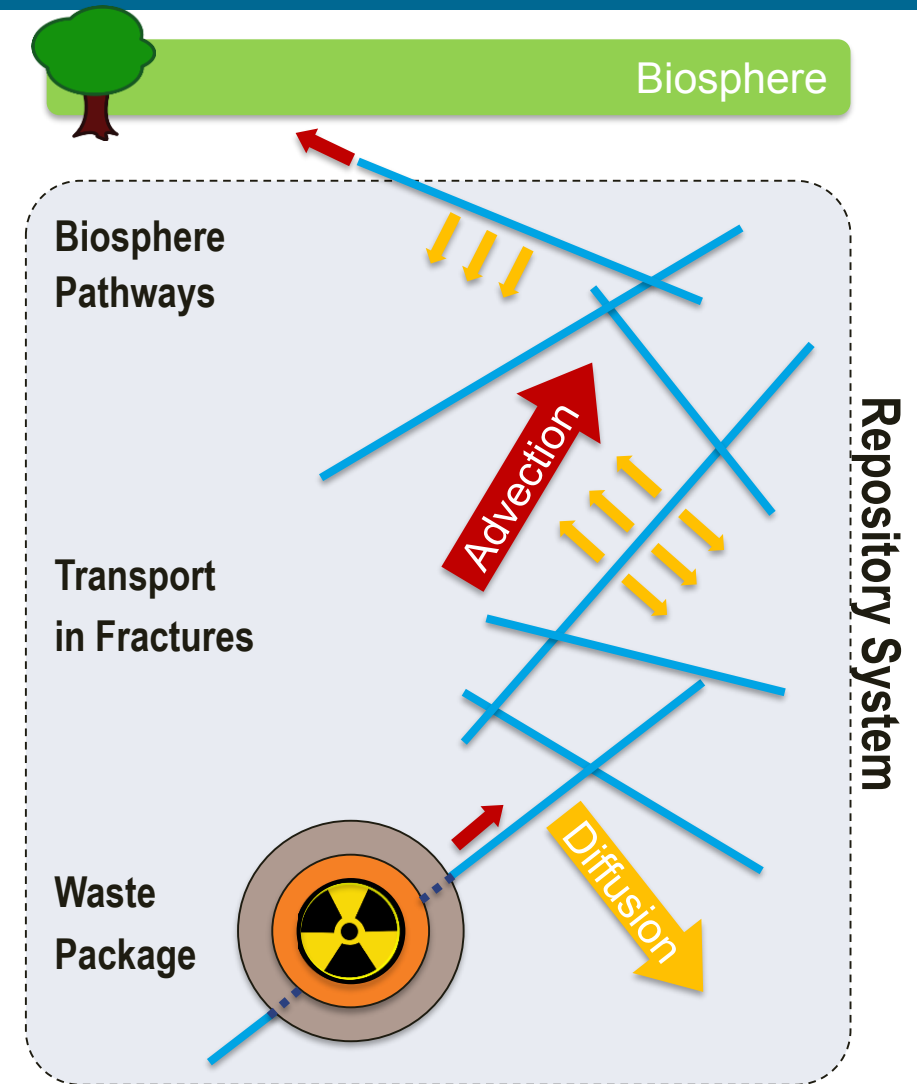 Biosphere
Biosphere
Pathways
Advection
Transport
in Fractures
Repository System
Waste
Package
Diffusion